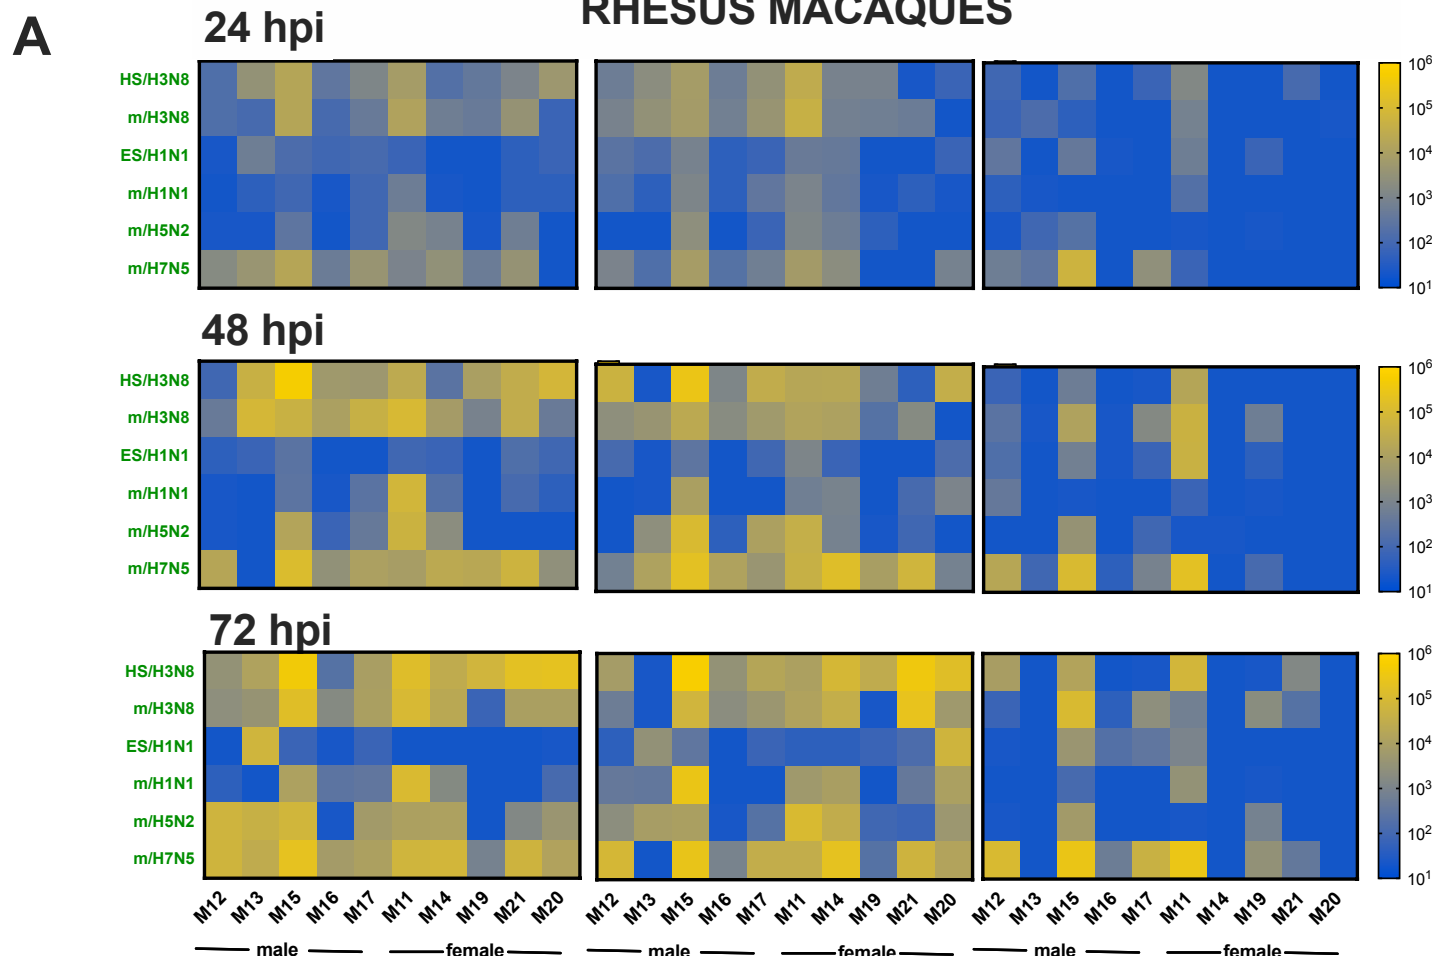 A
RHESUS MACAQUES
24 hpi
HS/H3N8
m/H3N8
ES/H1N1
m/H1N1
m/H5N2
m/H7N5
10⁶
10⁵
10⁴
10³
10²
10¹
48 hpi
HS/H3N8
m/H3N8
ES/H1N1
m/H1N1
m/H5N2
m/H7N5
10⁶
10⁵
10⁴
10³
10²
10¹
72 hpi
HS/H3N8
m/H3N8
ES/H1N1
m/H1N1
m/H5N2
m/H7N5
10⁶
10⁵
10⁴
10³
10²
10¹
M12 M13 M15 M16 M17 M11 M14 M19 M21 M20 M12 M13 M15 M16 M17 M11 M14 M19 M21 M20 M12 M13 M15 M16 M17 M11 M14 M19 M21 M20
male female male female male female